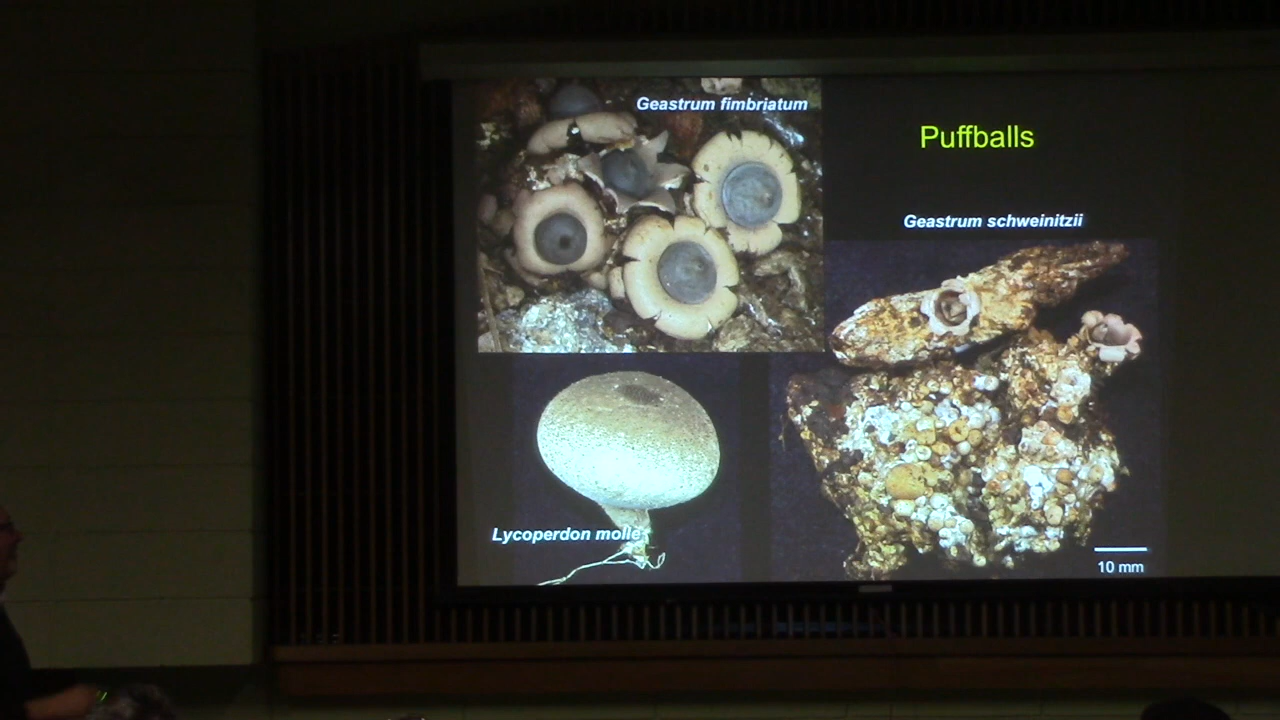 Geastrum fimbriatum
Puffballs
Geastrum schweinitzii
Lycoperdon molle
10 mm